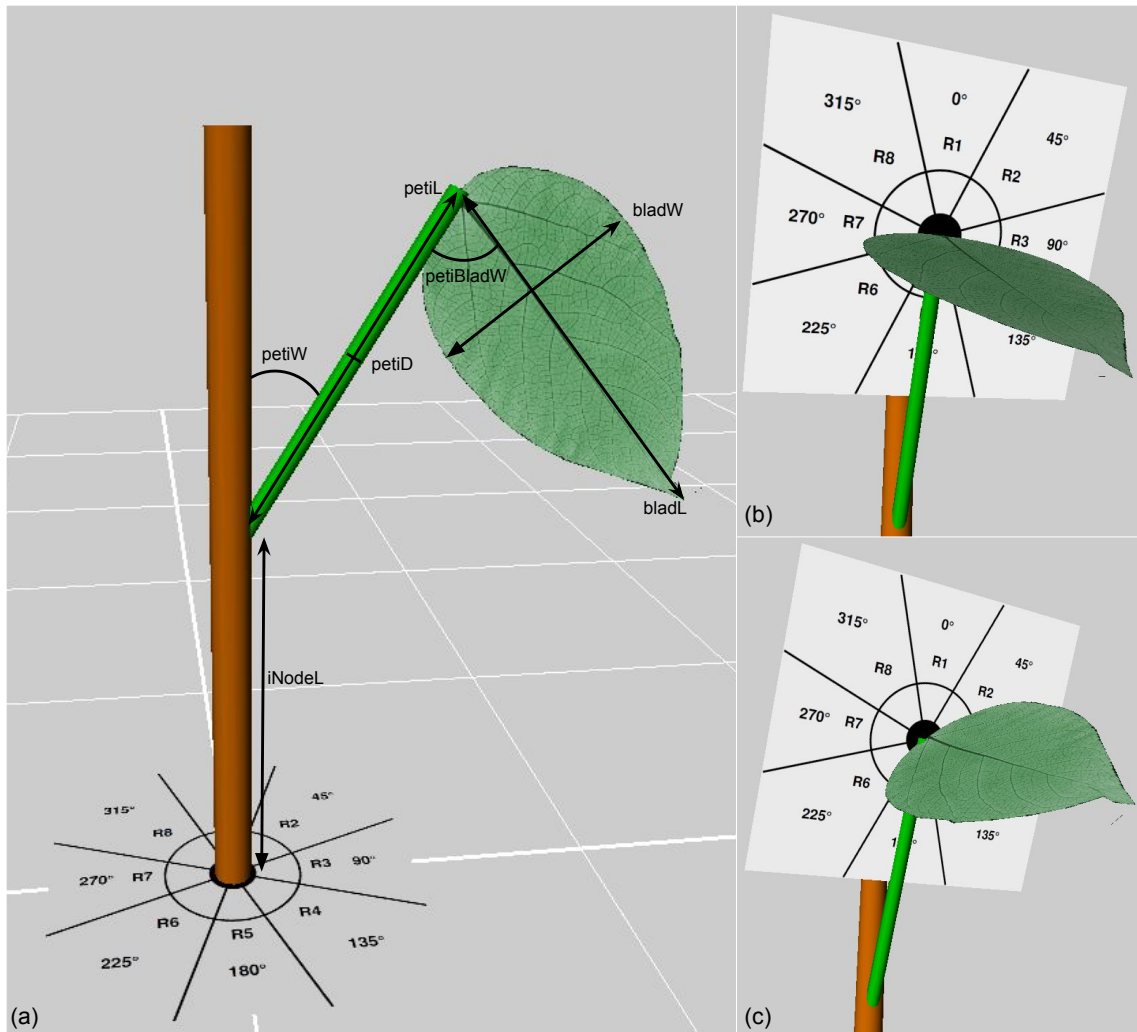 petiL
bladW
petiBladW
petiW
petiD
bladL
iNodeL
315°
45°
R8
R2
270°
R7
R3
90°
R6
R4
225°
R5
135°
180°
(a)
0°
315°
45°
R1
R8
R2
270°
R7
R3
90°
R6
225°
135°
(b)
0°
315°
45°
R1
R8
R2
270°
R7
R6
225°
135°
(c)